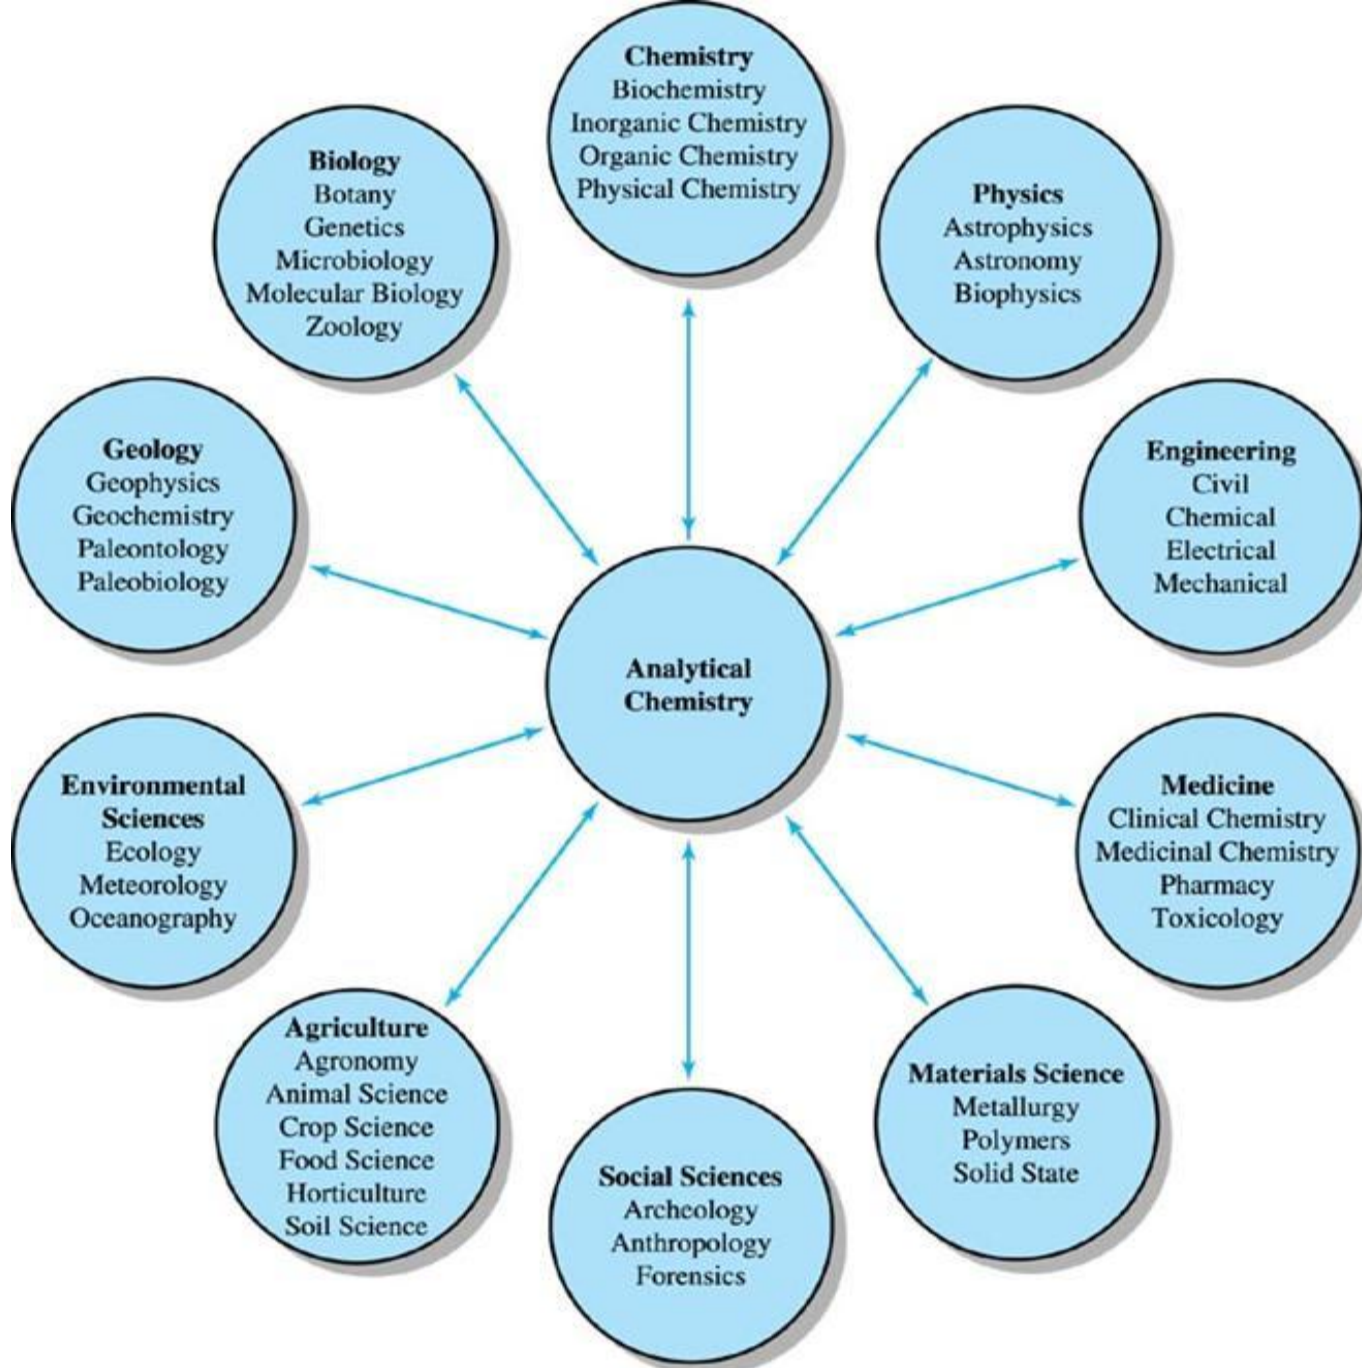 Chemistry
Biochemistry
Inorganic Chemistry
Organic Chemistry
Physical Chemistry
Biology
Botany
Genetics
Microbiology
Molecular Biology
Zoology
Physics
Astrophysics
Astronomy
Biophysics
Geology
Geophysics
Geochemistry
Paleontology
Paleobiology
Engineering
Civil
Chemical
Electrical
Mechanical
Analytical
Chemistry
Environmental
Sciences
Ecology
Meteorology
Oceanography
Medicine
Clinical Chemistry
Medicinal Chemistry
Pharmacy
Toxicology
Agriculture
Agronomy
Animal Science
Crop Science
Food Science
Horticulture
Soil Science
Social Sciences
Archeology
Anthropology
Forensics
Materials Science
Metallurgy
Polymers
Solid State